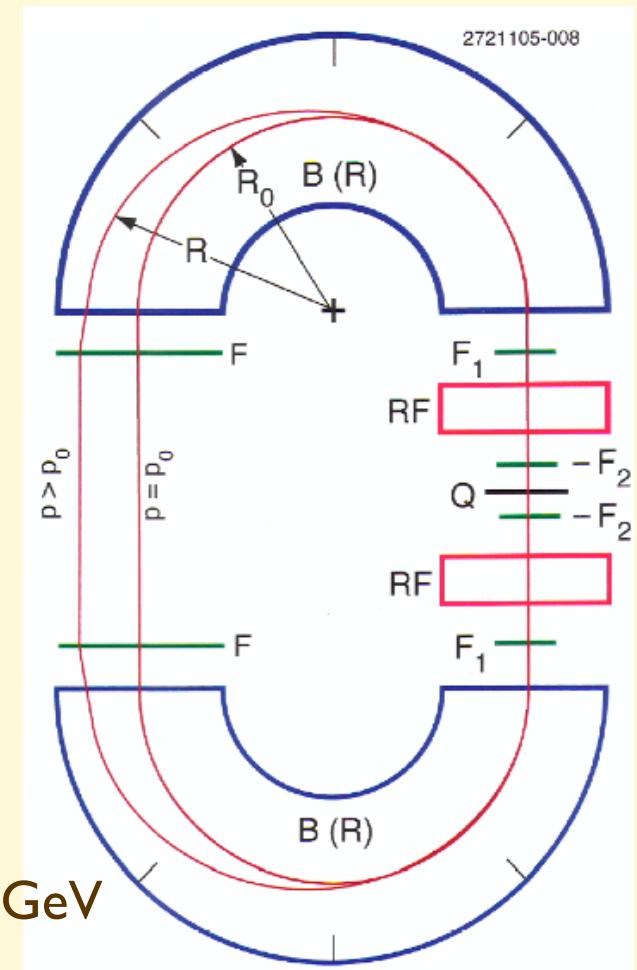 2721105-008
B (R)
R₀
R
+
F
F₁
RF
p > p₀
p = p₀
– F₂
Q
– F₂
RF
F
F₁
B (R)
GeV